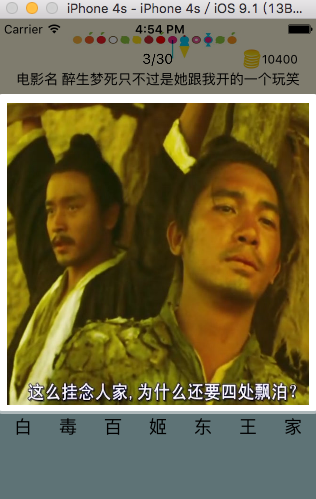 iPhone 4s - iPhone 4s / iOS 9.1 (13B...
Carrier 4:54 PM
3/30 10400
电影名 醉生梦死只不过是她跟我开的一个玩笑
这么挂念人家,为什么还要四处飘泊?
白 毒 百 姬 东 王 家